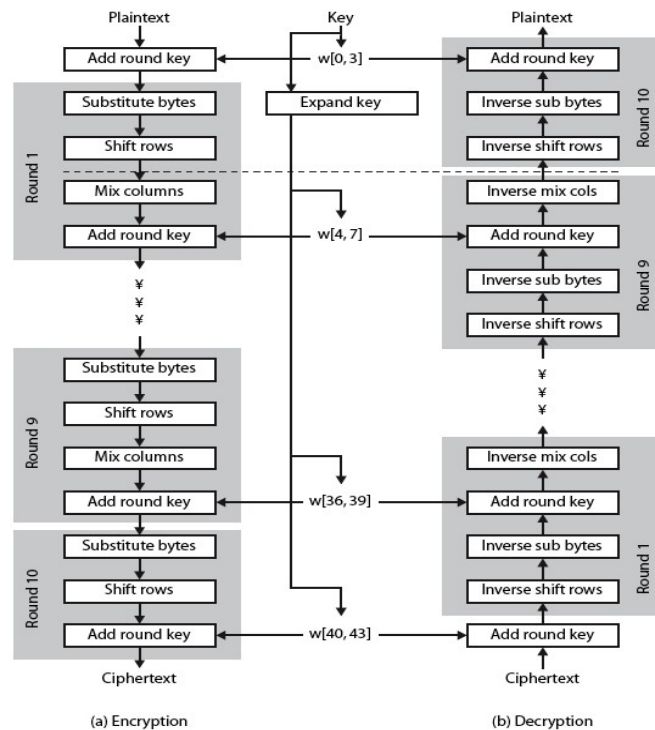 Plaintext
Add round key
Round 1
Substitute bytes
Shift rows
Mix columns
Add round key
¥
¥
¥
Round 9
Substitute bytes
Shift rows
Mix columns
Add round key
Round 10
Substitute bytes
Shift rows
Add round key
Ciphertext
(a) Encryption
Key
w[0, 3]
Expand key
w[4, 7]
w[36, 39]
w[40, 43]
Plaintext
Add round key
Inverse sub bytes
Inverse shift rows
Round 10
Inverse mix cols
Add round key
Inverse sub bytes
Inverse shift rows
Round 9
¥
¥
¥
Inverse mix cols
Add round key
Inverse sub bytes
Inverse shift rows
Round 1
Add round key
Ciphertext
(b) Decryption